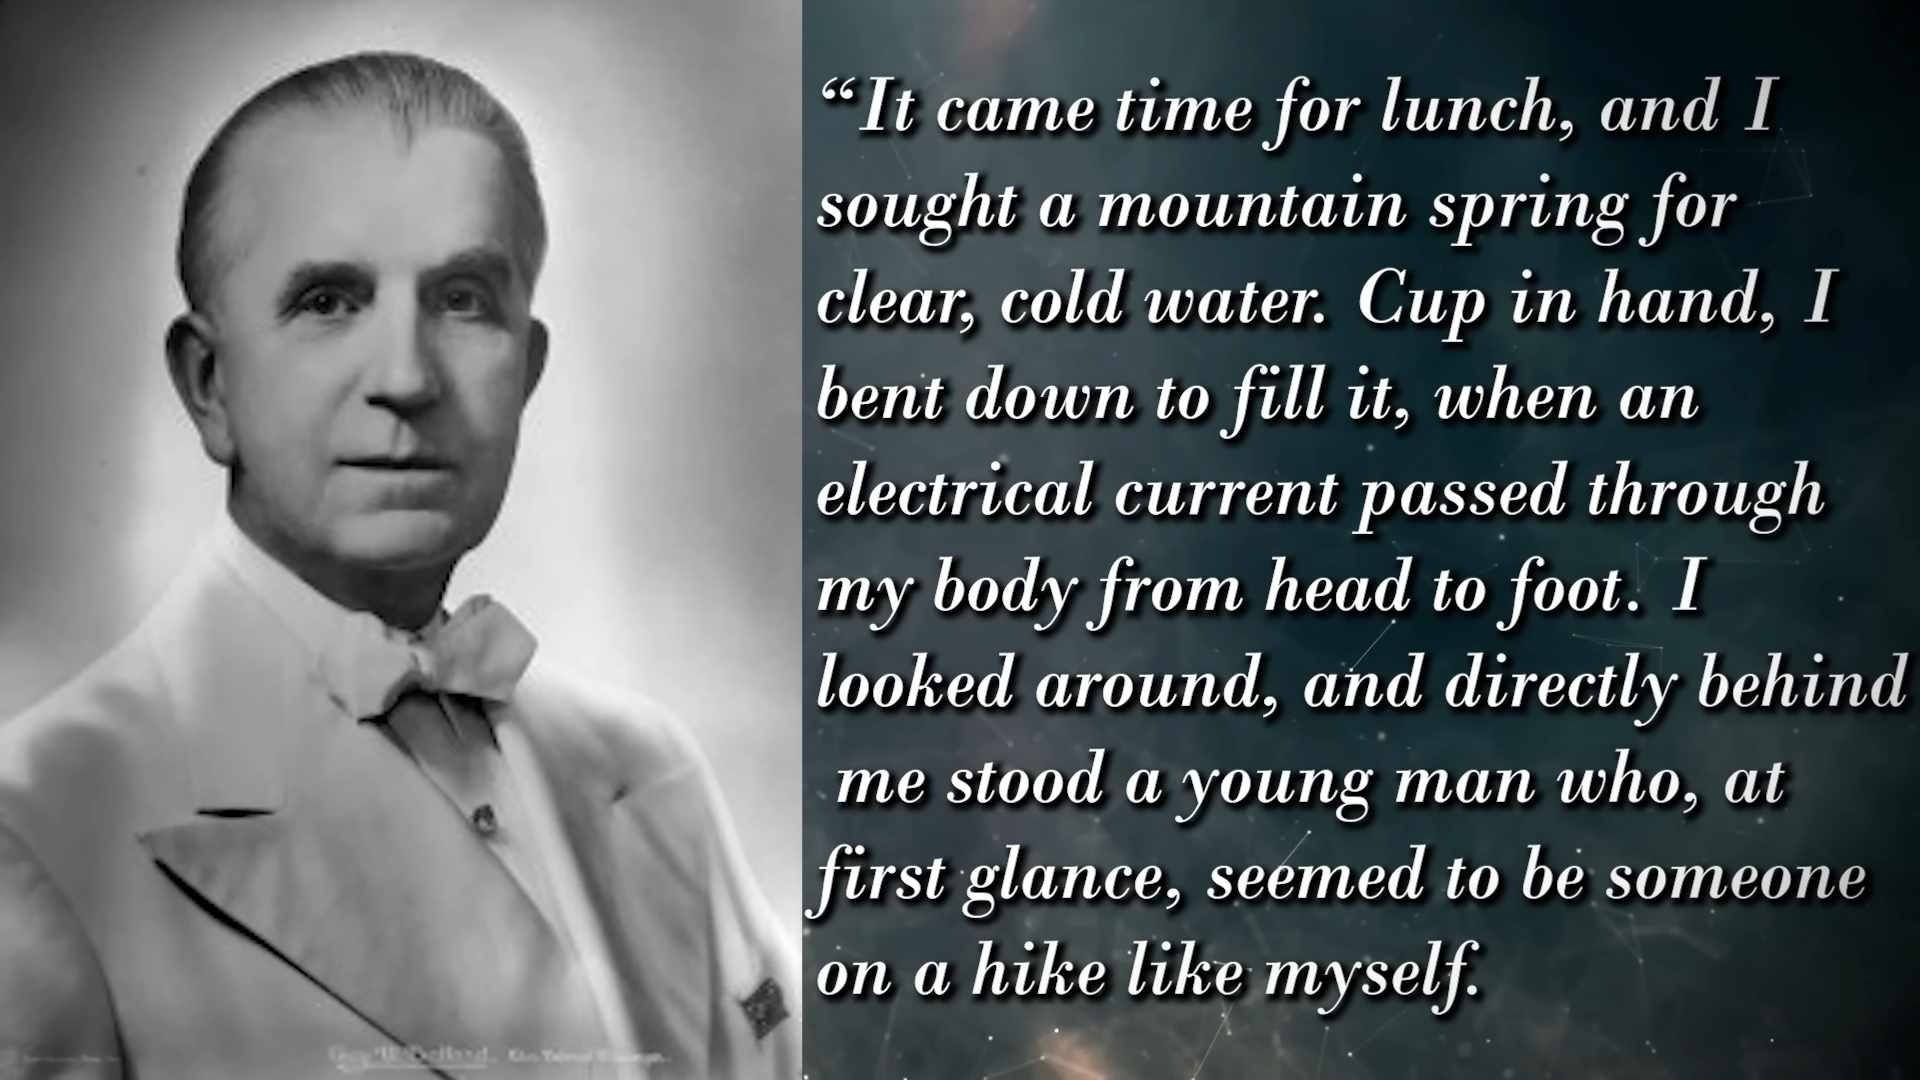 “It came time for lunch, and I
sought a mountain spring for
clear, cold water. Cup in hand, I
bent down to fill it, when an
electrical current passed through
my body from head to foot. I
looked around, and directly behind
me stood a young man who, at
first glance, seemed to be someone
on a hike like myself.